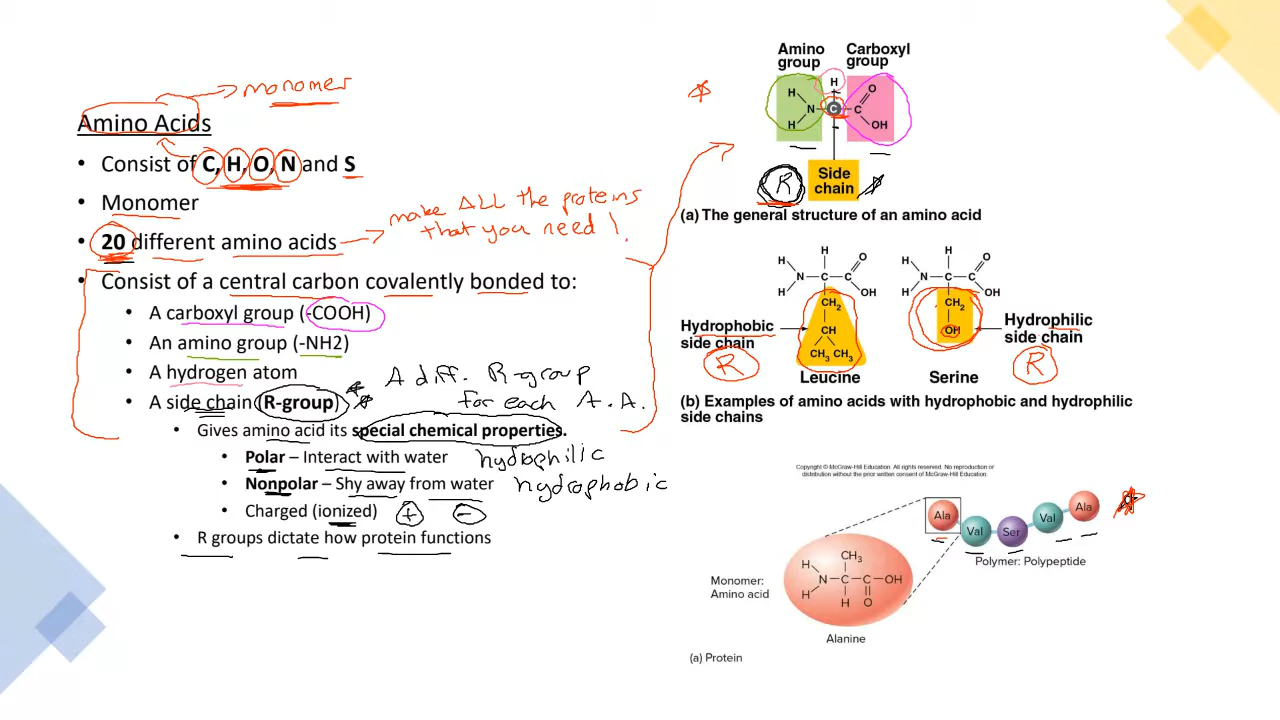 monomer
Amino Acids
• Consist of C, H, O, N and S
• Monomer
make ALL the proteins
that you need!
• 20 different amino acids
• Consist of a central carbon covalently bonded to:
• A carboxyl group (-COOH)
• An amino group (-NH2)
• A hydrogen atom
A diff. R-group
for each A.A.
• A side chain (R-group)
• Gives amino acid its special chemical properties.
• Polar – Interact with water hydrophilic
• Nonpolar – Shy away from water hydrophobic
• Charged (ionized) + −
• R groups dictate how protein functions
Amino
group
Carboxyl
group
H
H
O
N
C
C
H
OH
R
Side
chain
(a) The general structure of an amino acid
H
H
O
N
C
C
H
OH
CH2
CH
CH3 CH3
Hydrophobic
side chain
R
Leucine
H
H
O
N
C
C
H
OH
CH2
OH
Hydrophilic
side chain
R
Serine
(b) Examples of amino acids with hydrophobic and hydrophilic
side chains
Copyright © McGraw-Hill Education. All rights reserved. No reproduction or
distribution without the prior written consent of McGraw-Hill Education.
Ala
Val
Ser
Val
Ala
Polymer: Polypeptide
Monomer:
Amino acid
CH3
H
N
C
C
OH
H
H
O
Alanine
(a) Protein